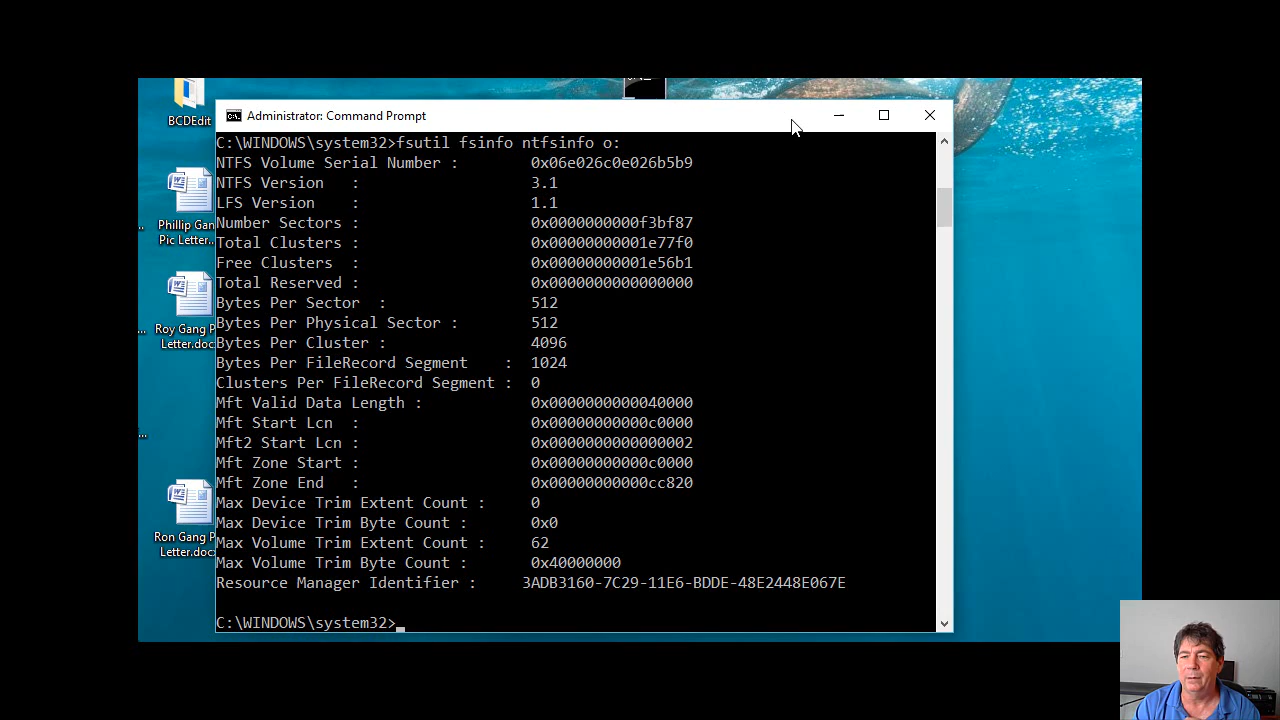 BCDEdit
Phillip Gan
Pic Letter...
Roy Gang P
Letter.doc
Ron Gang P
Letter.docx
Administrator: Command Prompt
C:\WINDOWS\system32>fsutil fsinfo ntfsinfo o:
NTFS Volume Serial Number : 0x06e026c0e026b5b9
NTFS Version : 3.1
LFS Version : 1.1
Number Sectors : 0x0000000000f3bf87
Total Clusters : 0x00000000001e77f0
Free Clusters : 0x00000000001e56b1
Total Reserved : 0x0000000000000000
Bytes Per Sector : 512
Bytes Per Physical Sector : 512
Bytes Per Cluster : 4096
Bytes Per FileRecord Segment : 1024
Clusters Per FileRecord Segment : 0
Mft Valid Data Length : 0x0000000000040000
Mft Start Lcn : 0x00000000000c0000
Mft2 Start Lcn : 0x0000000000000002
Mft Zone Start : 0x00000000000c0000
Mft Zone End : 0x00000000000cc820
Max Device Trim Extent Count : 0
Max Device Trim Byte Count : 0x0
Max Volume Trim Extent Count : 62
Max Volume Trim Byte Count : 0x40000000
Resource Manager Identifier : 3ADB3160-7C29-11E6-BDDE-48E2448E067E
C:\WINDOWS\system32>